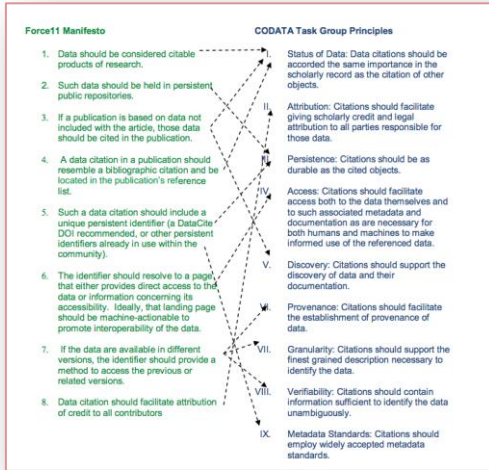 Force11 Manifesto
1. Data should be considered citable
products of research.
2. Such data should be held in persistent
public repositories.
3. If a publication is based on data not
included with the article, those data
should be cited in the publication.
4. A data citation in a publication should
resemble a bibliographic citation and be
located in the publication's reference
list.
5. Such a data citation should include a
unique persistent identifier (a DataCite
DOI recommended, or other persistent
identifiers already in use within the
community).
6. The identifier should resolve to a page
that either provides direct access to the
data or information concerning its
accessibility. Ideally, that landing page
should be machine-actionable to
promote interoperability of the data.
7. If the data are available in different
versions, the identifier should provide a
method to access the previous or
related versions.
8. Data citation should facilitate attribution
of credit to all contributors
CODATA Task Group Principles
I. Status of Data: Data citations should be
accorded the same importance in the
scholarly record as the citation of other
objects.
II. Attribution: Citations should facilitate
giving scholarly credit and legal
attribution to all parties responsible for
those data.
III. Persistence: Citations should be as
durable as the cited objects.
IV. Access: Citations should facilitate
access both to the data themselves and
to such associated metadata and
documentation as are necessary for
both humans and machines to make
informed use of the referenced data.
V. Discovery: Citations should support the
discovery of data and their
documentation.
VI. Provenance: Citations should facilitate
the establishment of provenance of
data.
VII. Granularity: Citations should support the
finest grained description necessary to
identify the data.
VIII. Verifiability: Citations should contain
information sufficient to identify the data
unambiguously.
IX. Metadata Standards: Citations should
employ widely accepted metadata
standards.